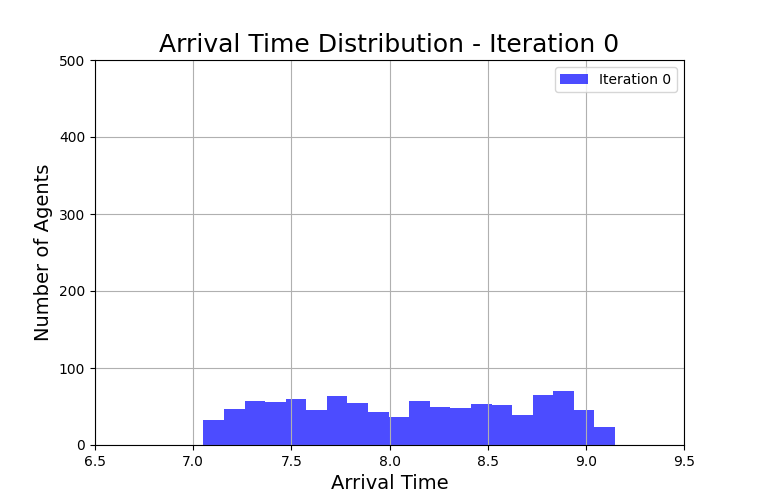 Arrival Time Distribution - Iteration 0
Iteration 0
Number of Agents
500
400
300
200
100
0
6.5 7.0 7.5 8.0 8.5 9.0 9.5
Arrival Time